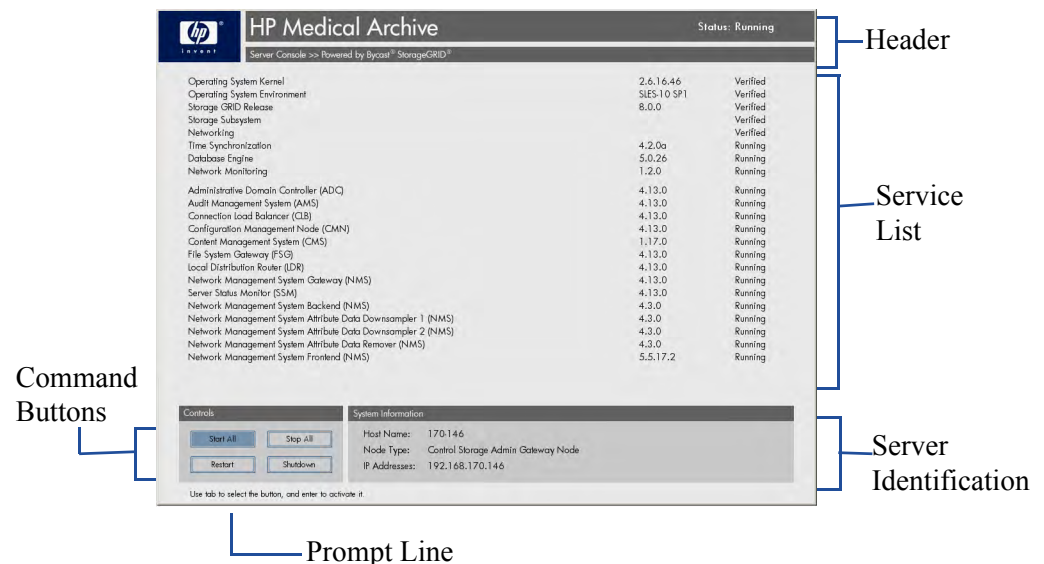 hp
invent
HP Medical Archive
Status: Running
Server Console >> Powered by Bycast® StorageGRID®
Header
Operating System Kernel 2.6.16.46 Verified
Operating System Environment SLES-10 SP1 Verified
Storage GRID Release 8.0.0 Verified
Storage Subsystem Verified
Networking Verified
Time Synchronization 4.2.0a Running
Database Engine 5.0.26 Running
Network Monitoring 1.2.0 Running
Administrative Domain Controller (ADC) 4.13.0 Running
Audit Management System (AMS) 4.13.0 Running
Connection Load Balancer (CLB) 4.13.0 Running
Configuration Management Node (CMN) 4.13.0 Running
Content Management System (CMS) 1.17.0 Running
File System Gateway (FSG) 4.13.0 Running
Local Distribution Router (LDR) 4.13.0 Running
Network Management System Gateway (NMS) 4.13.0 Running
Server Status Monitor (SSM) 4.13.0 Running
Network Management System Backend (NMS) 4.3.0 Running
Network Management System Attribute Data Downsampler 1 (NMS) 4.3.0 Running
Network Management System Attribute Data Downsampler 2 (NMS) 4.3.0 Running
Network Management System Attribute Data Remover (NMS) 4.3.0 Running
Network Management System Frontend (NMS) 5.5.17.2 Running
Service
List
Command
Buttons
Controls
Start All
Stop All
Restart
Shutdown
System Information
Host Name: 170-146
Node Type: Control Storage Admin Gateway Node
IP Addresses: 192.168.170.146
Server
Identification
Use tab to select the button, and enter to activate it.
Prompt Line